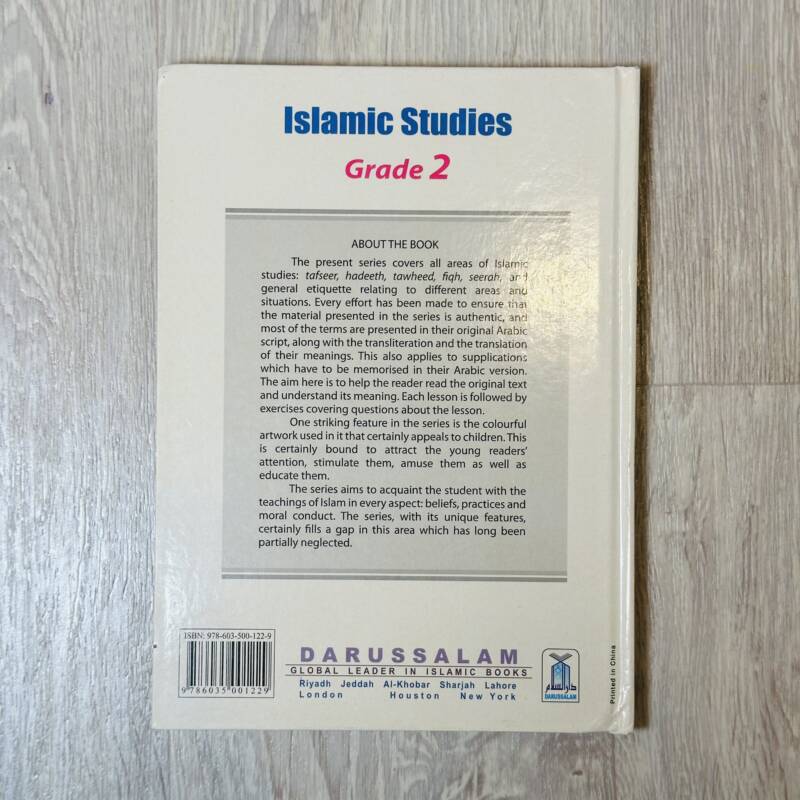 Islamic Studies
Grade 2
ABOUT THE BOOK
The present series covers all areas of Islamic
studies: tafseer, hadeeth, tawheed, fiqh, seerah, and
general etiquette relating to different areas and
situations. Every effort has been made to ensure that
the material presented in the series is authentic, and
most of the terms are presented in their original Arabic
script, along with the transliteration and the translation
of their meanings. This also applies to supplications
which have to be memorised in their Arabic version.
The aim here is to help the reader read the original text
and understand its meaning. Each lesson is followed by
exercises covering questions about the lesson.
One striking feature in the series is the colourful
artwork used in it that certainly appeals to children. This
is certainly bound to attract the young readers'
attention, stimulate them, amuse them as well as
educate them.
The series aims to acquaint the student with the
teachings of Islam in every aspect: beliefs, practices and
moral conduct. The series, with its unique features,
certainly fills a gap in this area which has long been
partially neglected.
ISBN: 978-603-500-122-9
9 786035 001229
DARUSSALAM
GLOBAL LEADER IN ISLAMIC BOOKS
Riyadh Jeddah Al-Khobar Sharjah Lahore
London Houston New York
دارالسلام
DARUSSALAM
Printed in China